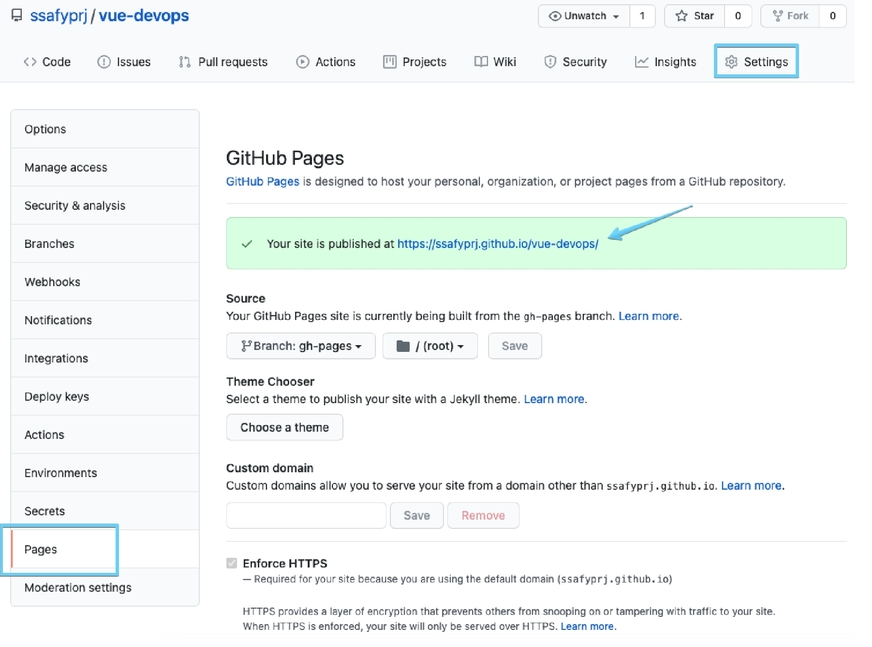 ssafyprj / vue-devops
Unwatch 1 Star 0 Fork 0
Code Issues Pull requests Actions Projects Wiki Security Insights Settings
Options
Manage access
Security & analysis
Branches
Webhooks
Notifications
Integrations
Deploy keys
Actions
Environments
Secrets
Pages
Moderation settings
GitHub Pages
GitHub Pages is designed to host your personal, organization, or project pages from a GitHub repository.
Your site is published at https://ssafyprj.github.io/vue-devops/
Source
Your GitHub Pages site is currently being built from the gh-pages branch. Learn more.
Branch: gh-pages / (root) Save
Theme Chooser
Select a theme to publish your site with a Jekyll theme. Learn more.
Choose a theme
Custom domain
Custom domains allow you to serve your site from a domain other than ssafyprj.github.io. Learn more.
Save Remove
Enforce HTTPS
— Required for your site because you are using the default domain (ssafyprj.github.io)
HTTPS provides a layer of encryption that prevents others from snooping on or tampering with traffic to your site.
When HTTPS is enforced, your site will only be served over HTTPS. Learn more.